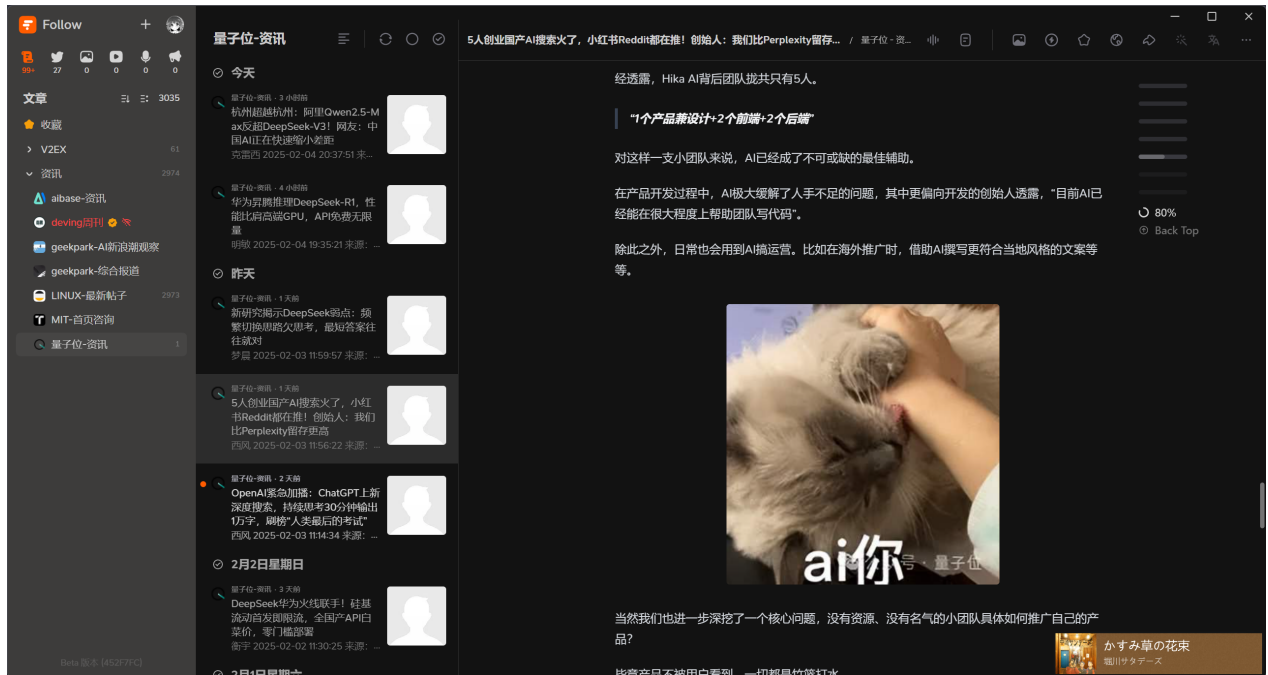 Follow
99+
27
0
0
0
0
文章
3035
收藏
V2EX
61
资讯
2974
aibase-资讯
deving周刊
geekpark-AI新浪潮观察
geekpark-综合报道
LINUX-最新帖子
2973
MIT-首页咨询
量子位-资讯
1
Beta 版本 [452F7FC]
量子位-资讯
今天
量子位-资讯 · 3 小时前
杭州超越杭州：阿里Qwen2.5-M
ax反超DeepSeek-V3！网友：中
国AI正在快速缩小差距
克雷西 2025-02-04 20:37:51 来...
量子位-资讯 · 4 小时前
华为昇腾推理DeepSeek-R1，性
能比肩高端GPU，API免费无限
量
明敏 2025-02-04 19:35:21 来源：...
昨天
量子位-资讯 · 1 天前
新研究揭示DeepSeek弱点：频
繁切换思路欠思考，最短答案往
往就对
梦晨 2025-02-03 11:59:57 来源：...
量子位-资讯 · 1 天前
5人创业国产AI搜索火了，小红
书Reddit都在推！创始人：我们
比Perplexity留存更高
西风 2025-02-03 11:56:22 来源：...
量子位-资讯 · 2 天前
OpenAI紧急加播：ChatGPT上新
深度搜索，持续思考30分钟输出
1万字，刷榜“人类最后的考试”
西风 2025-02-03 11:14:34 来源：...
2月2日星期日
量子位-资讯 · 3 天前
DeepSeek华为火线联手！硅基
流动首发即限流，全国产API白
菜价，零门槛部署
衡宇 2025-02-02 11:30:25 来源：...
2月1日星期六
5人创业国产AI搜索火了，小红书Reddit都在推！创始人：我们比Perplexity留存... / 量子位 - 资...
经透露，Hika AI背后团队拢共只有5人。
“1个产品兼设计+2个前端+2个后端”
对这样一支小团队来说，AI已经成了不可或缺的最佳辅助。
在产品开发过程中，AI极大缓解了人手不足的问题，其中更偏向开发的创始人透露，“目前AI已
经能在很大程度上帮助团队写代码”。
除此之外，日常也会用到AI搞运营。比如在海外推广时，借助AI撰写更符合当地风格的文案等
等。
ai你
号 · 量子位
当然我们也进一步深挖了一个核心问题，没有资源、没有名气的小团队具体如何推广自己的产
品？
毕竟产品不被用户看到，一切都是竹篮打水
80%
Back Top
かすみ草の花束
堀川サタデーズ